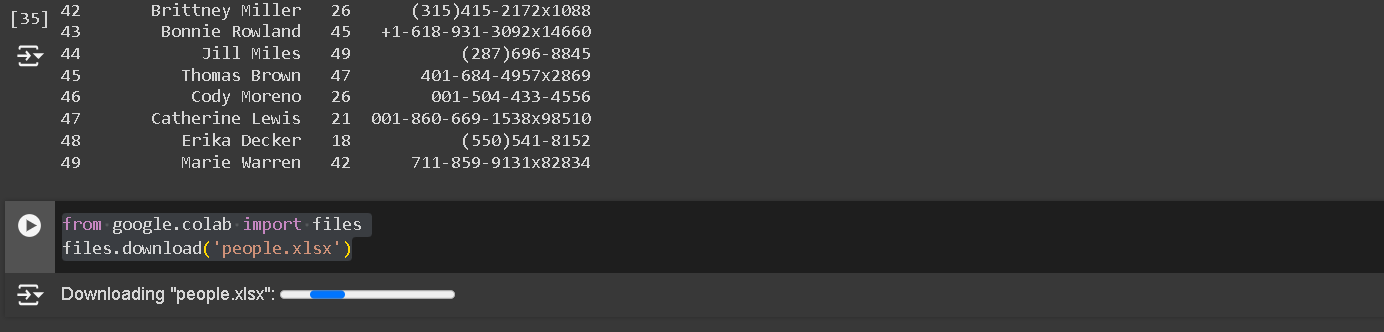 [35] 42 Brittney Miller 26 (315)415-2172x1088
43 Bonnie Rowland 45 +1-618-931-3092x14660
44 Jill Miles 49 (287)696-8845
45 Thomas Brown 47 401-684-4957x2869
46 Cody Moreno 26 001-504-433-4556
47 Catherine Lewis 21 001-860-669-1538x98510
48 Erika Decker 18 (550)541-8152
49 Marie Warren 42 711-859-9131x82834
from google.colab import files
files.download('people.xlsx')
Downloading "people.xlsx":